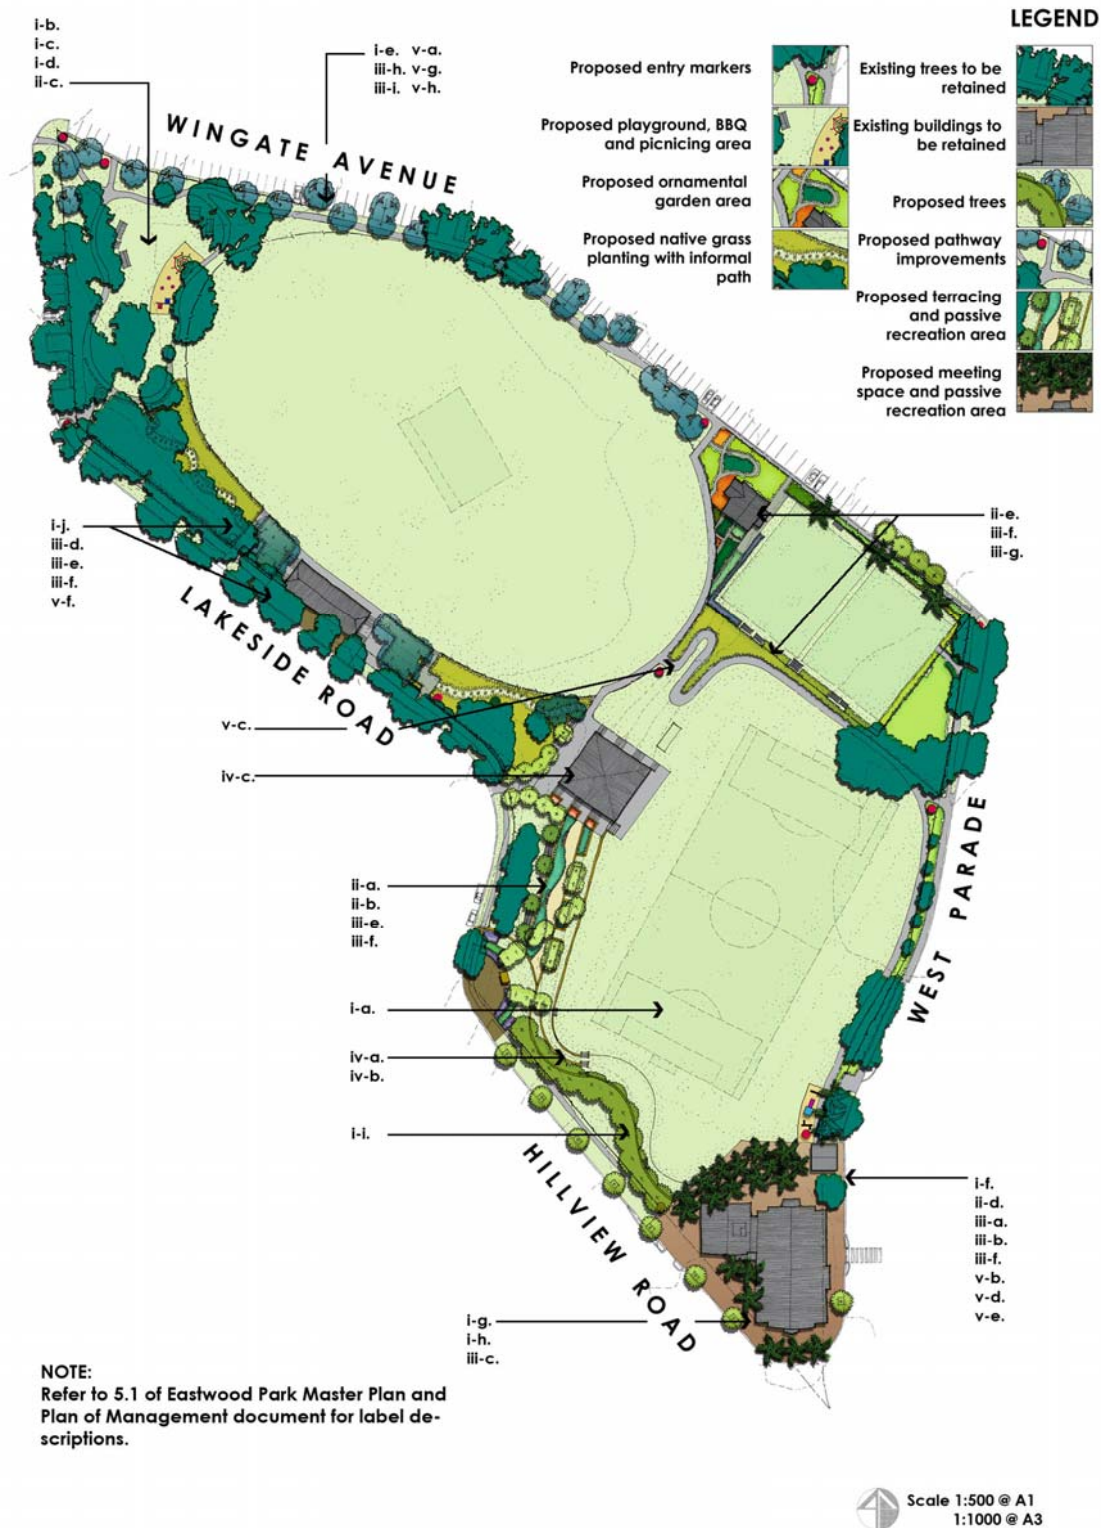 LEGEND
Proposed entry markers
Proposed playground, BBQ
and picnicing area
Proposed ornamental
garden area
Proposed native grass
planting with informal
path
Existing trees to be
retained
Existing buildings to
be retained
Proposed trees
Proposed pathway
improvements
Proposed terracing
and passive
recreation area
Proposed meeting
space and passive
recreation area
i-b.
i-c.
i-d.
ii-c.
i-e. v-a.
iii-h. v-g.
iii-i. v-h.
WINGATE AVENUE
ii-e.
iii-f.
iii-g.
i-j.
iii-d.
iii-e.
iii-f.
v-f.
LAKESIDE ROAD
v-c.
iv-c.
WEST PARADE
ii-a.
ii-b.
iii-e.
iii-f.
i-a.
iv-a.
iv-b.
i-i.
HILLVIEW ROAD
i-f.
ii-d.
iii-a.
iii-b.
iii-f.
v-b.
v-d.
v-e.
i-g.
i-h.
iii-c.
NOTE:
Refer to 5.1 of Eastwood Park Master Plan and
Plan of Management document for label de-
scriptions.
Scale 1:500 @ A1
1:1000 @ A3